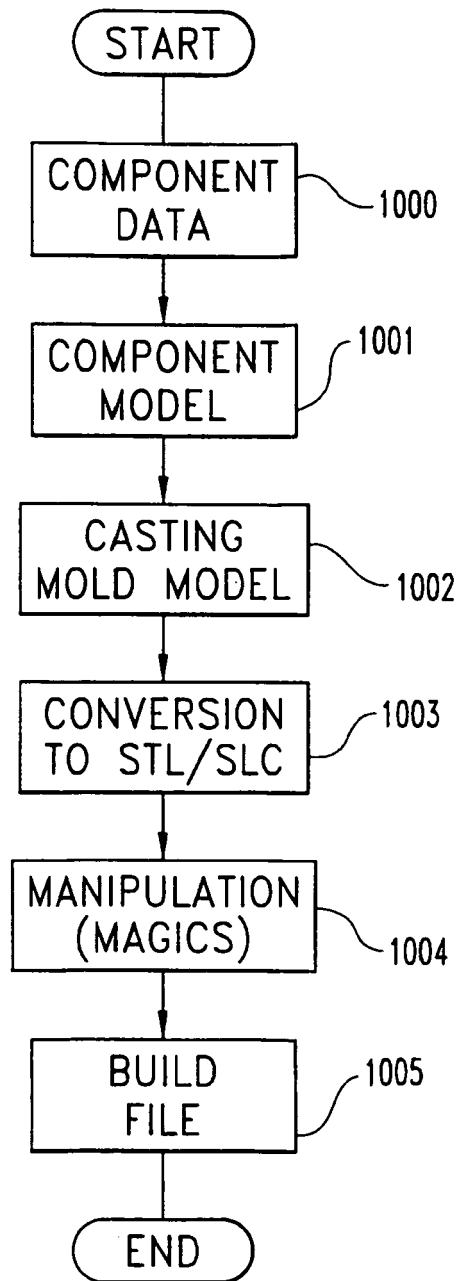 START
COMPONENT
DATA
1000
COMPONENT
MODEL
1001
CASTING
MOLD MODEL
1002
CONVERSION
TO STL/SLC
1003
MANIPULATION
(MAGICS)
1004
BUILD
FILE
1005
END